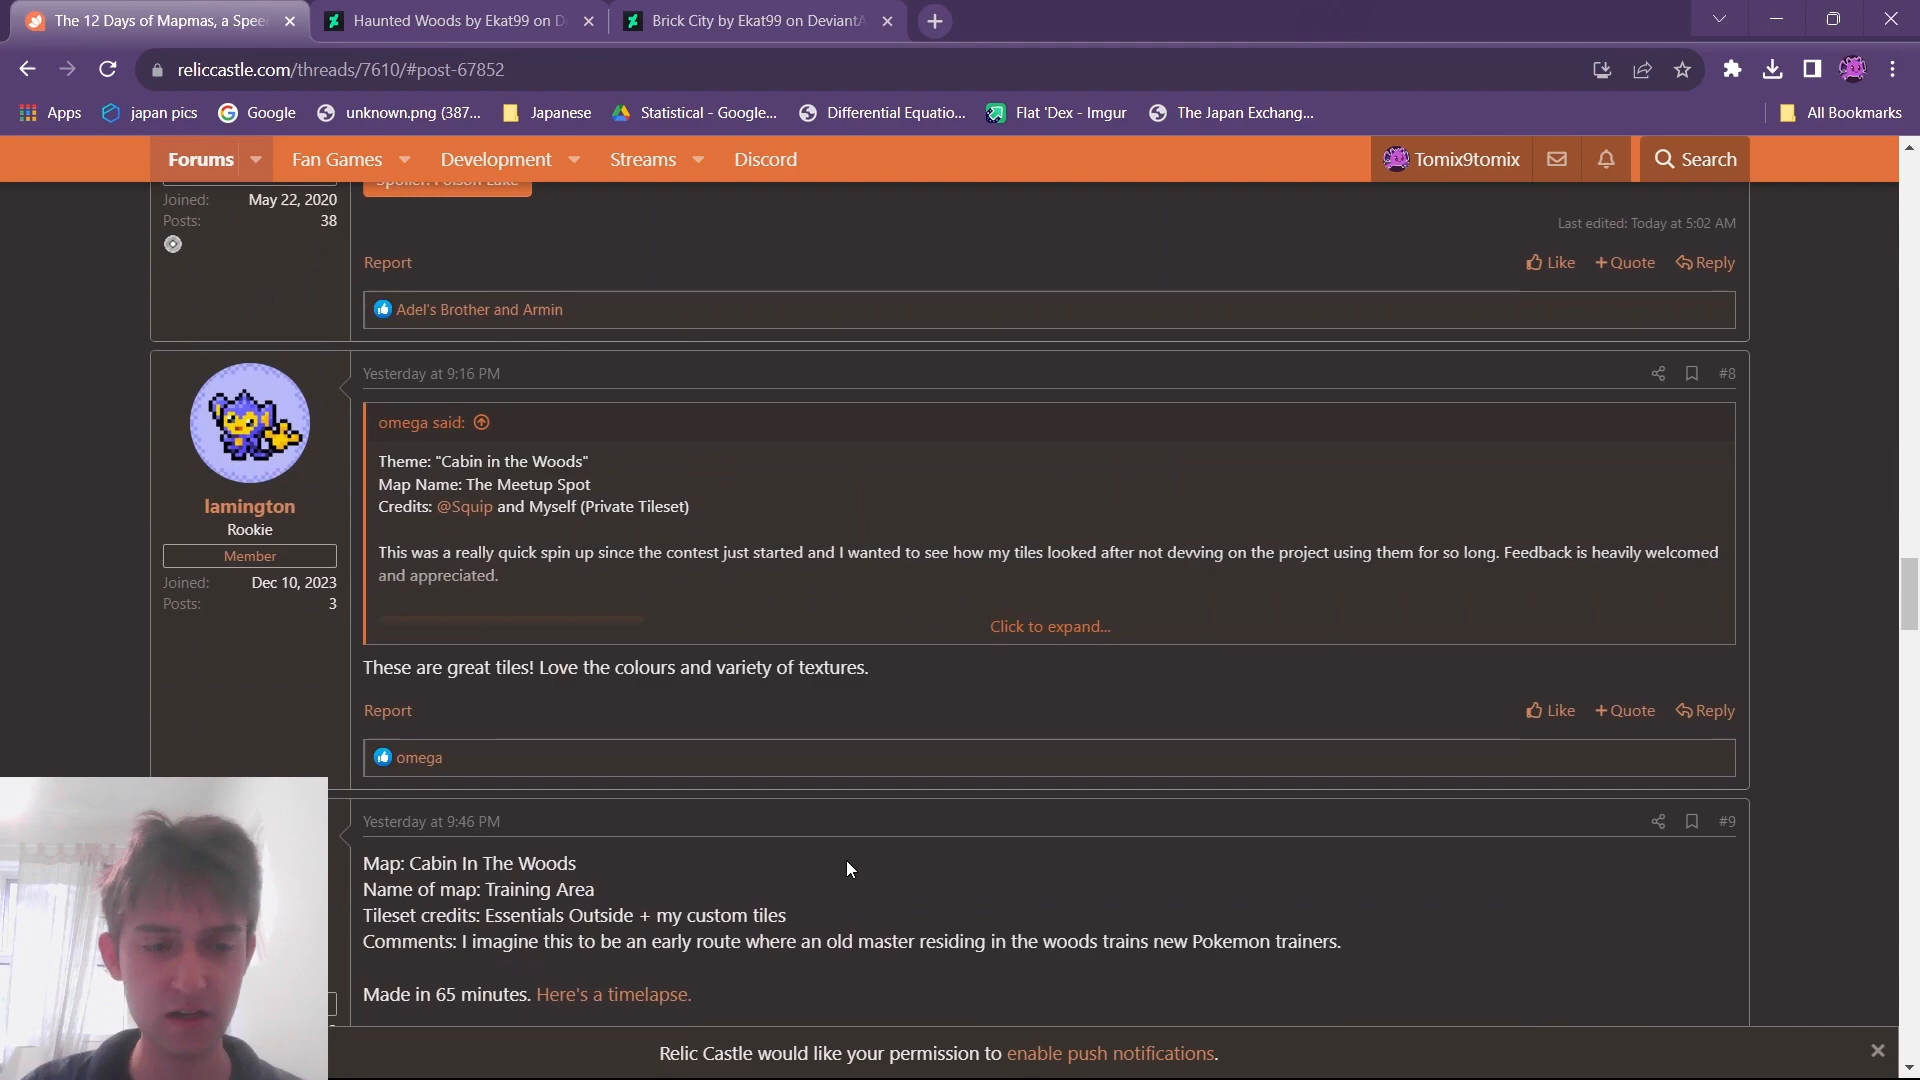 The 12 Days of Mapmas, a Spee
Haunted Woods by Ekat99 on D
Brick City by Ekat99 on DeviantA
reliccastle.com/threads/7610/#post-67852
Apps
japan pics
Google
unknown.png (387...
Japanese
Statistical - Google...
Differential Equatio...
Flat 'Dex - Imgur
The Japan Exchang...
All Bookmarks
Forums
Fan Games
Development
Streams
Discord
Tomix9tomix
Search
Spoiler: Poison Lake
Joined: May 22, 2020
Posts: 38
Last edited: Today at 5:02 AM
Report
Like
+Quote
Reply
Adel's Brother and Armin
lamington
Rookie
Member
Joined: Dec 10, 2023
Posts: 3
Yesterday at 9:16 PM
#8
omega said:
Theme: "Cabin in the Woods"
Map Name: The Meetup Spot
Credits: @Squip and Myself (Private Tileset)
This was a really quick spin up since the contest just started and I wanted to see how my tiles looked after not devving on the project using them for so long. Feedback is heavily welcomed
and appreciated.
Click to expand...
These are great tiles! Love the colours and variety of textures.
Report
Like
+Quote
Reply
omega
Yesterday at 9:46 PM
#9
Map: Cabin In The Woods
Name of map: Training Area
Tileset credits: Essentials Outside + my custom tiles
Comments: I imagine this to be an early route where an old master residing in the woods trains new Pokemon trainers.
Made in 65 minutes. Here's a timelapse.
Relic Castle would like your permission to enable push notifications.